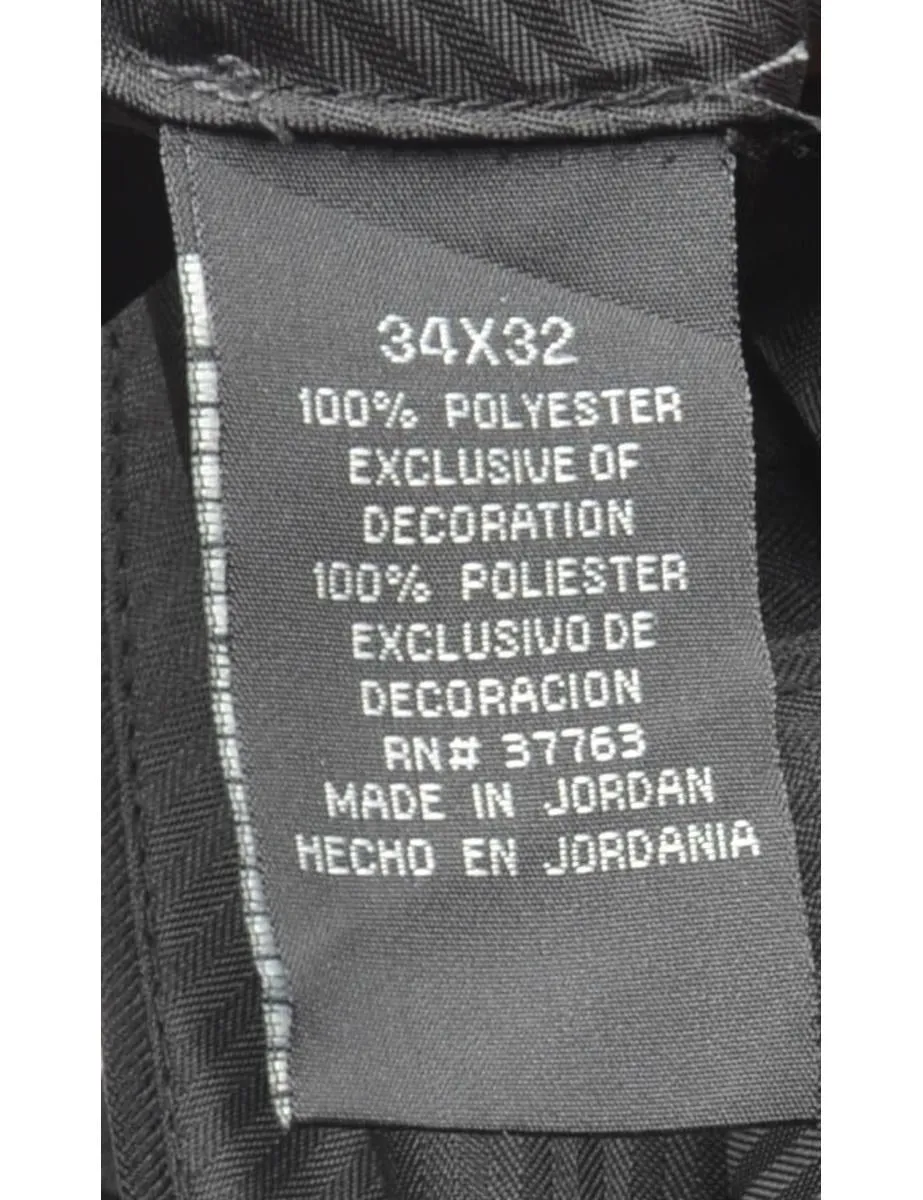 34X32
100% POLYESTER
EXCLUSIVE OF
DECORATION
100% POLIESTER
EXCLUSIVO DE
DECORACION
RN# 37763
MADE IN JORDAN
HECHO EN JORDANIA